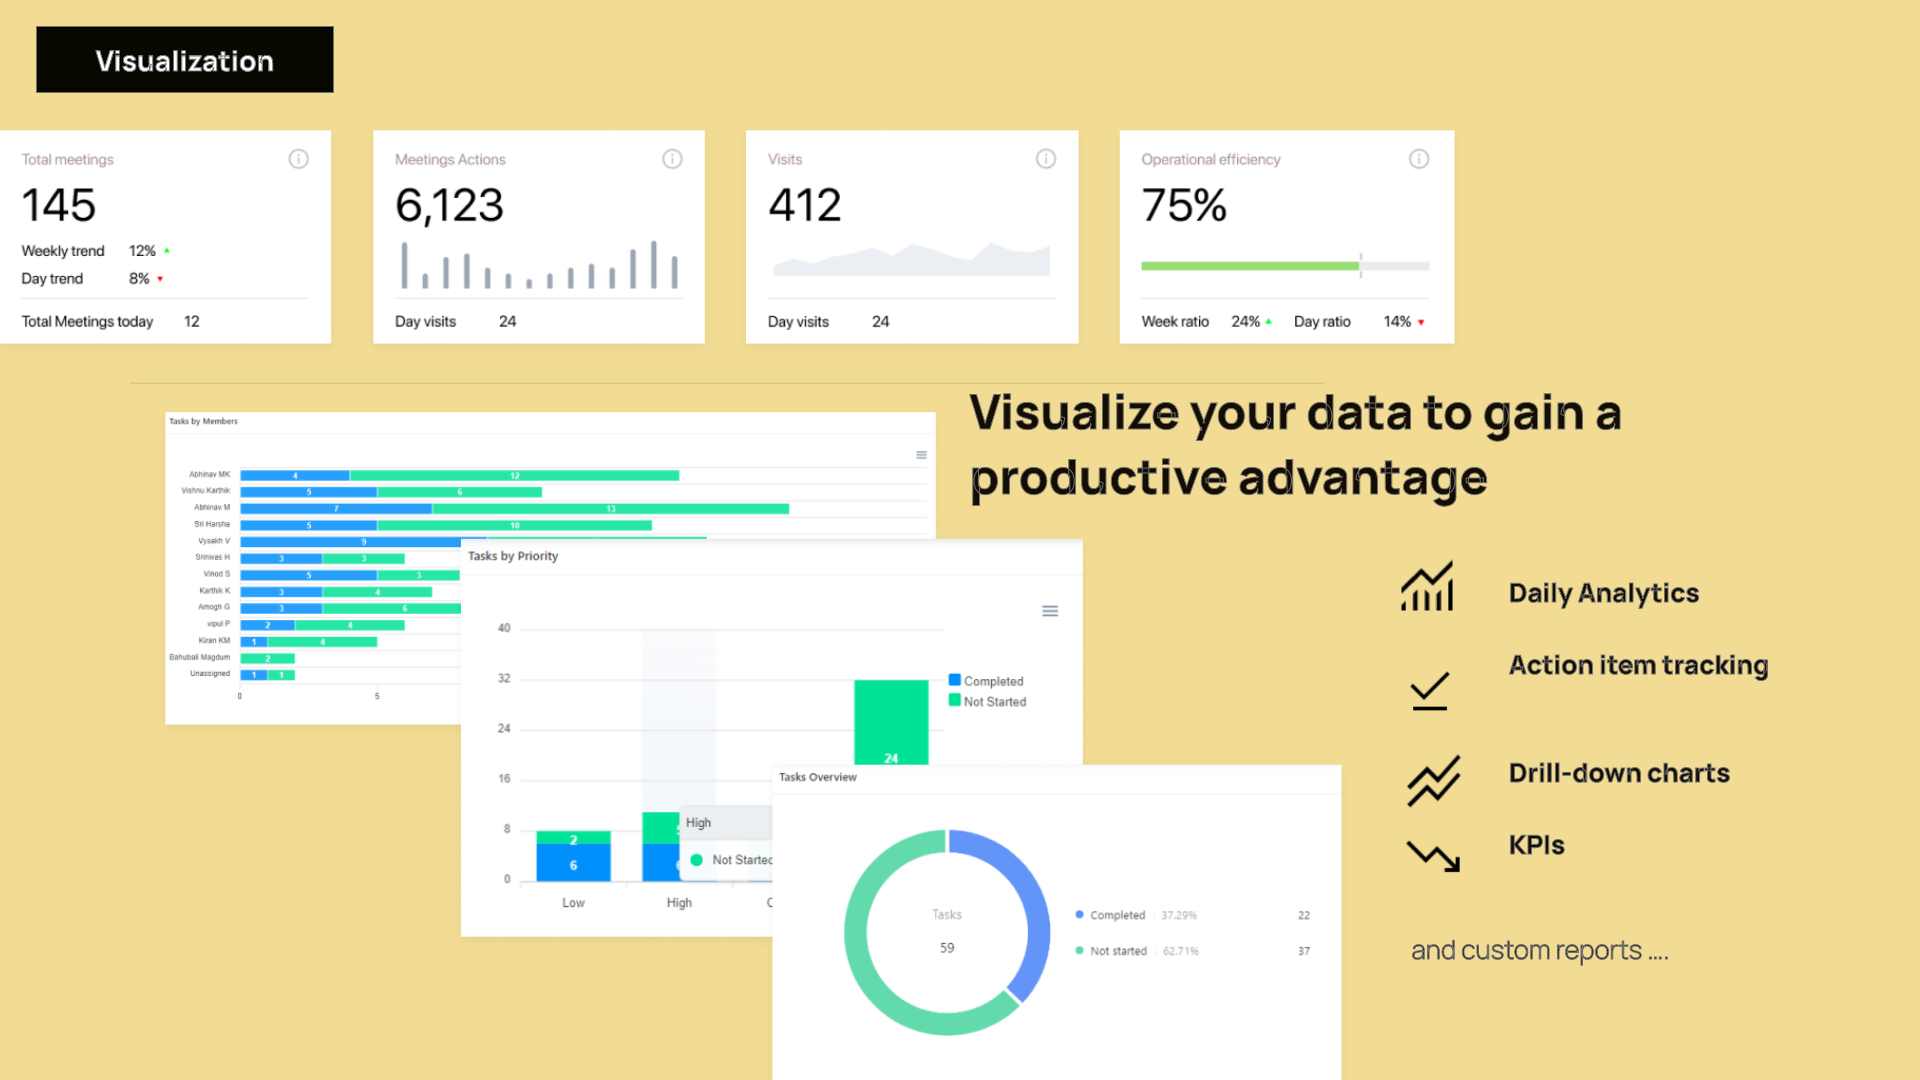 Visualization
Total meetings
145
Weekly trend 12%
Day trend 8%
Total Meetings today 12
Meetings Actions
6,123
Day visits 24
Visits
412
Day visits 24
Operational efficiency
75%
Week ratio 24% Day ratio 14%
Visualize your data to gain a
productive advantage
Tasks by Members
Abhinav MK 4 12
Vishnu Karthik 5 6
Abhinav M 7 13
Sri Harsha 5 10
Vysakh V 9
Srinivas H 3 3
Vinod S 5 3
Karthik K 3 4
Amogh G 3 6
vipul P 2 4
Kiran KM 1 4
Bahubali Magdum 2
Unassigned 1 1
0 5
Tasks by Priority
40
32
24
16
8
0
Completed
Not Started
24
2
6
High
Not Started
Low High
Tasks Overview
Tasks
59
Completed 37.29% 22
Not started 62.71% 37
Daily Analytics
Action item tracking
Drill-down charts
KPIs
and custom reports ....